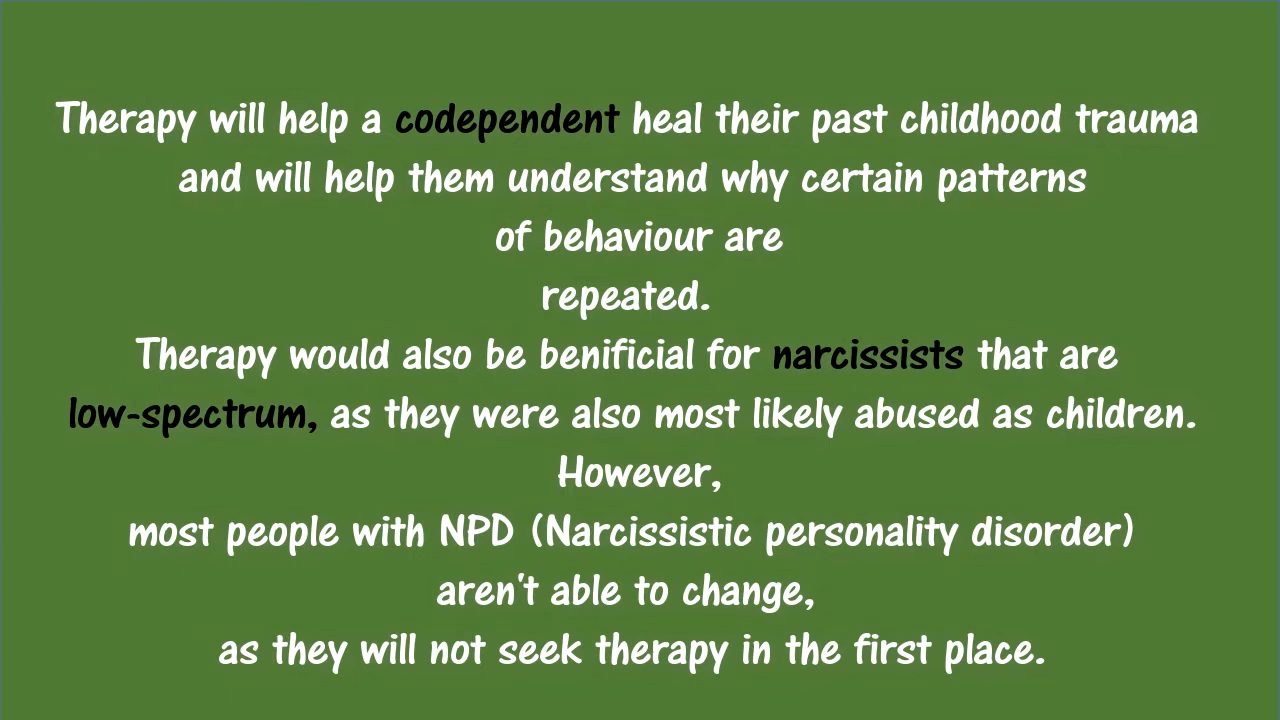 Therapy will help a codependent heal their past childhood trauma
and will help them understand why certain patterns
of behaviour are
repeated.
Therapy would also be benificial for narcissists that are
low-spectrum, as they were also most likely abused as children.
However,
most people with NPD (Narcissistic personality disorder)
aren't able to change,
as they will not seek therapy in the first place.